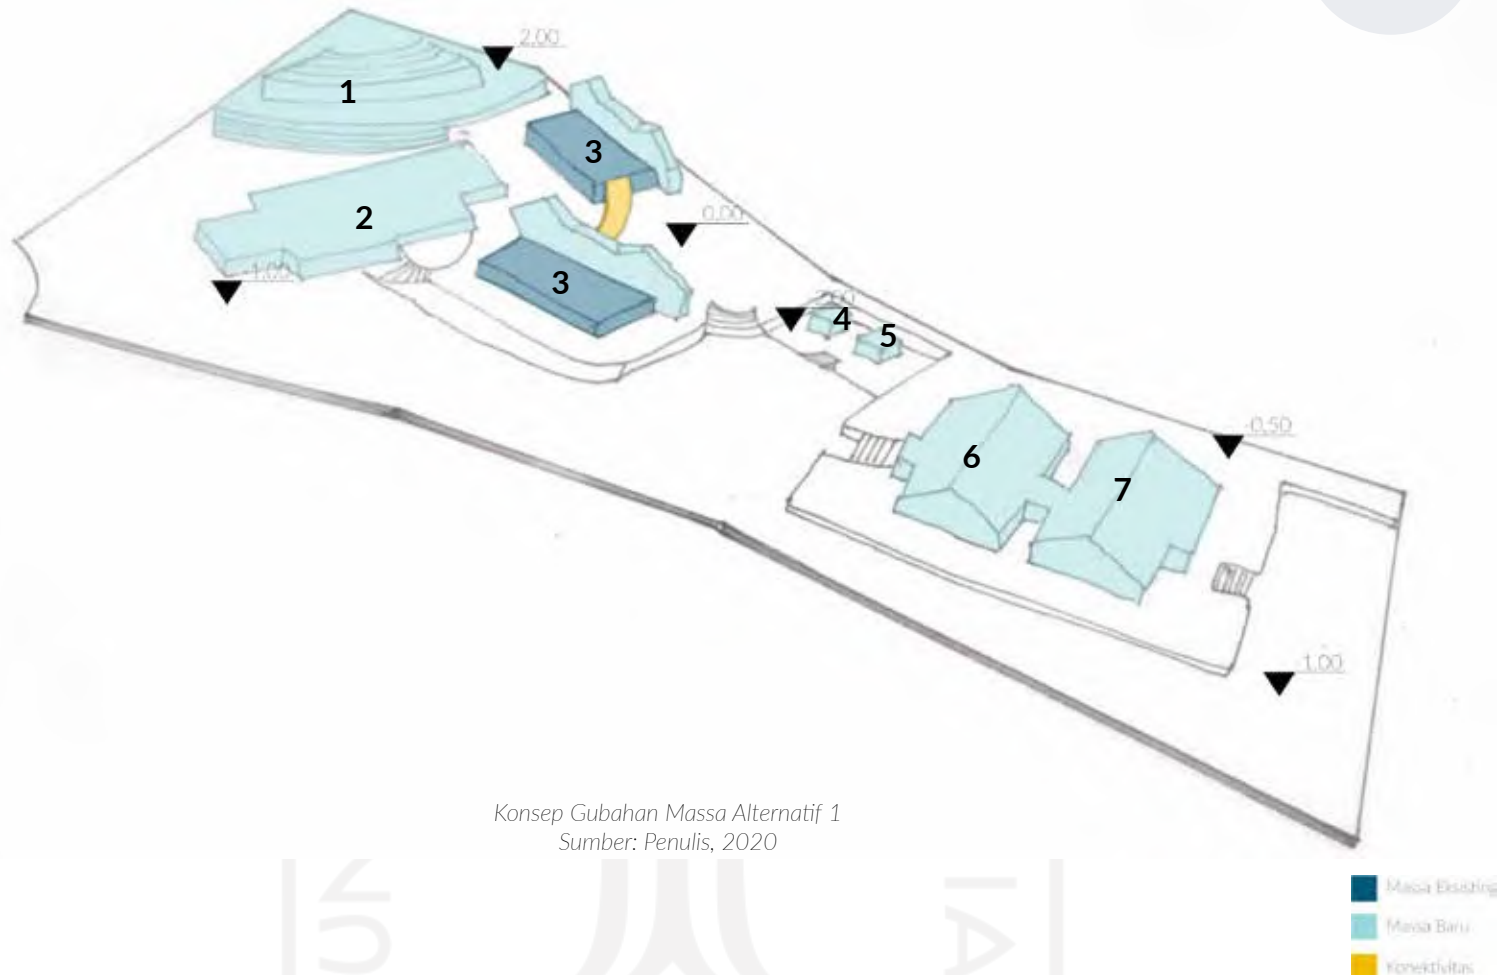 2.00
1
3
2
0.00
3
-1.00
4
5
-0.50
6
7
1.00
Konsep Gubahan Massa Alternatif 1
Sumber: Penulis, 2020
Massa Eksisting
Massa Baru
Konektivitas